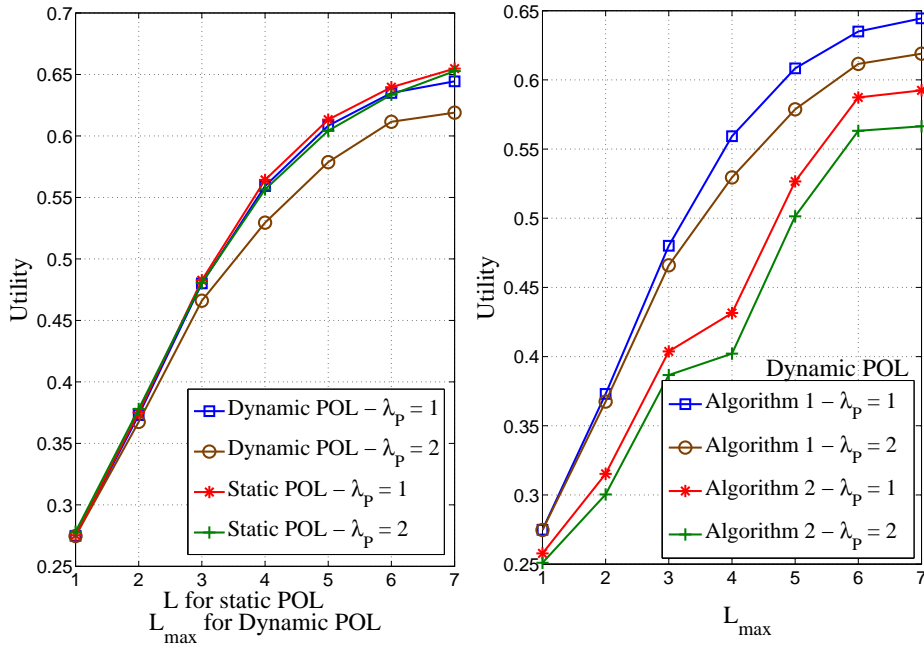 0.7
0.65
0.6
0.55
0.5
0.45
0.4
0.35
0.3
0.25
Utility
1 2 3 4 5 6 7
L for static POL
L_max for Dynamic POL
Dynamic POL – λ_P = 1
Dynamic POL – λ_P = 2
Static POL – λ_P = 1
Static POL – λ_P = 2
0.65
0.6
0.55
0.5
0.45
0.4
0.35
0.3
0.25
Utility
1 2 3 4 5 6 7
L_max
Dynamic POL
Algorithm 1 – λ_P = 1
Algorithm 1 – λ_P = 2
Algorithm 2 – λ_P = 1
Algorithm 2 – λ_P = 2